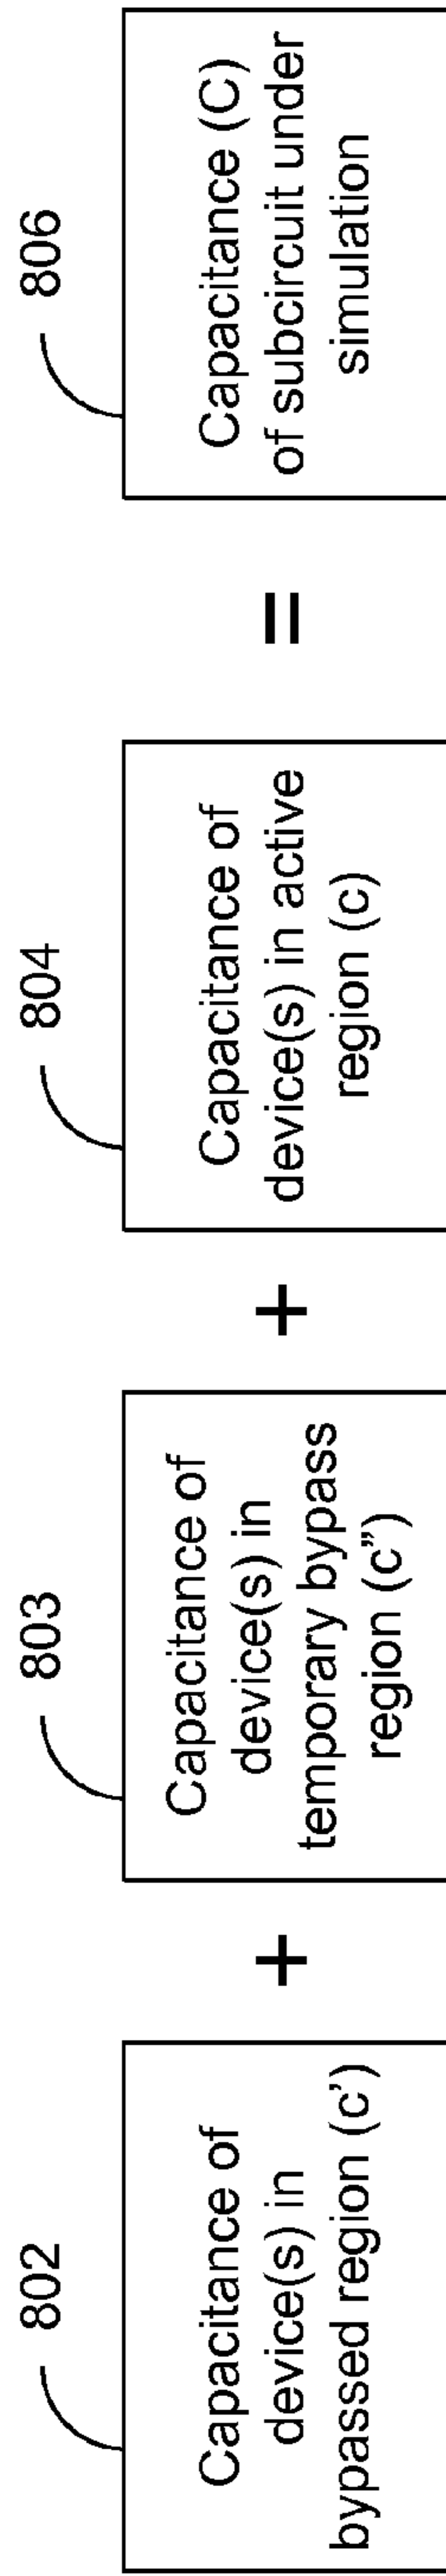 802
Capacitance of
device(s) in
bypassed region (c')
+
803
Capacitance of
device(s) in
temporary bypass
region (c")
+
804
Capacitance of
device(s) in active
region (c)
=
806
Capacitance (C)
of subcircuit under
simulation